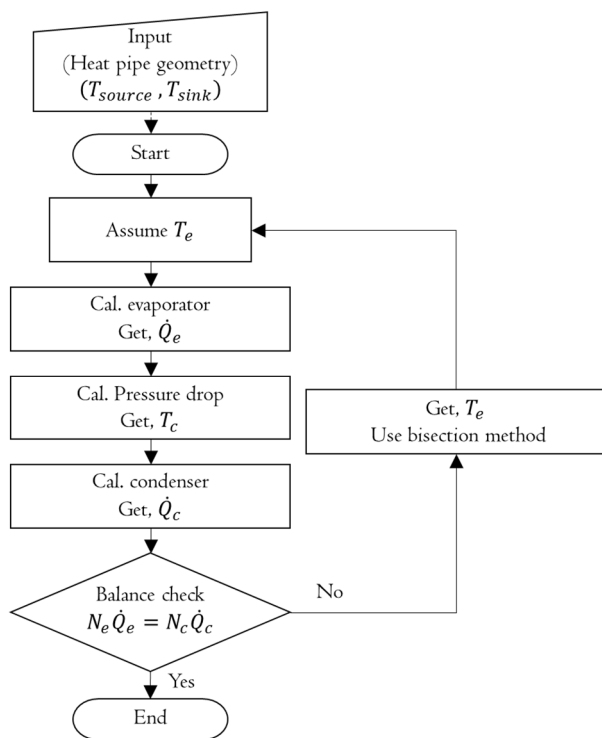 Input
(Heat pipe geometry)
(T_source , T_sink)
Start
Assume T_e
Cal. evaporator
Get, Q̇_e
Cal. Pressure drop
Get, T_c
Cal. condenser
Get, Q̇_c
Balance check
N_e Q̇_e = N_c Q̇_c
No
Get, T_e
Use bisection method
Yes
End